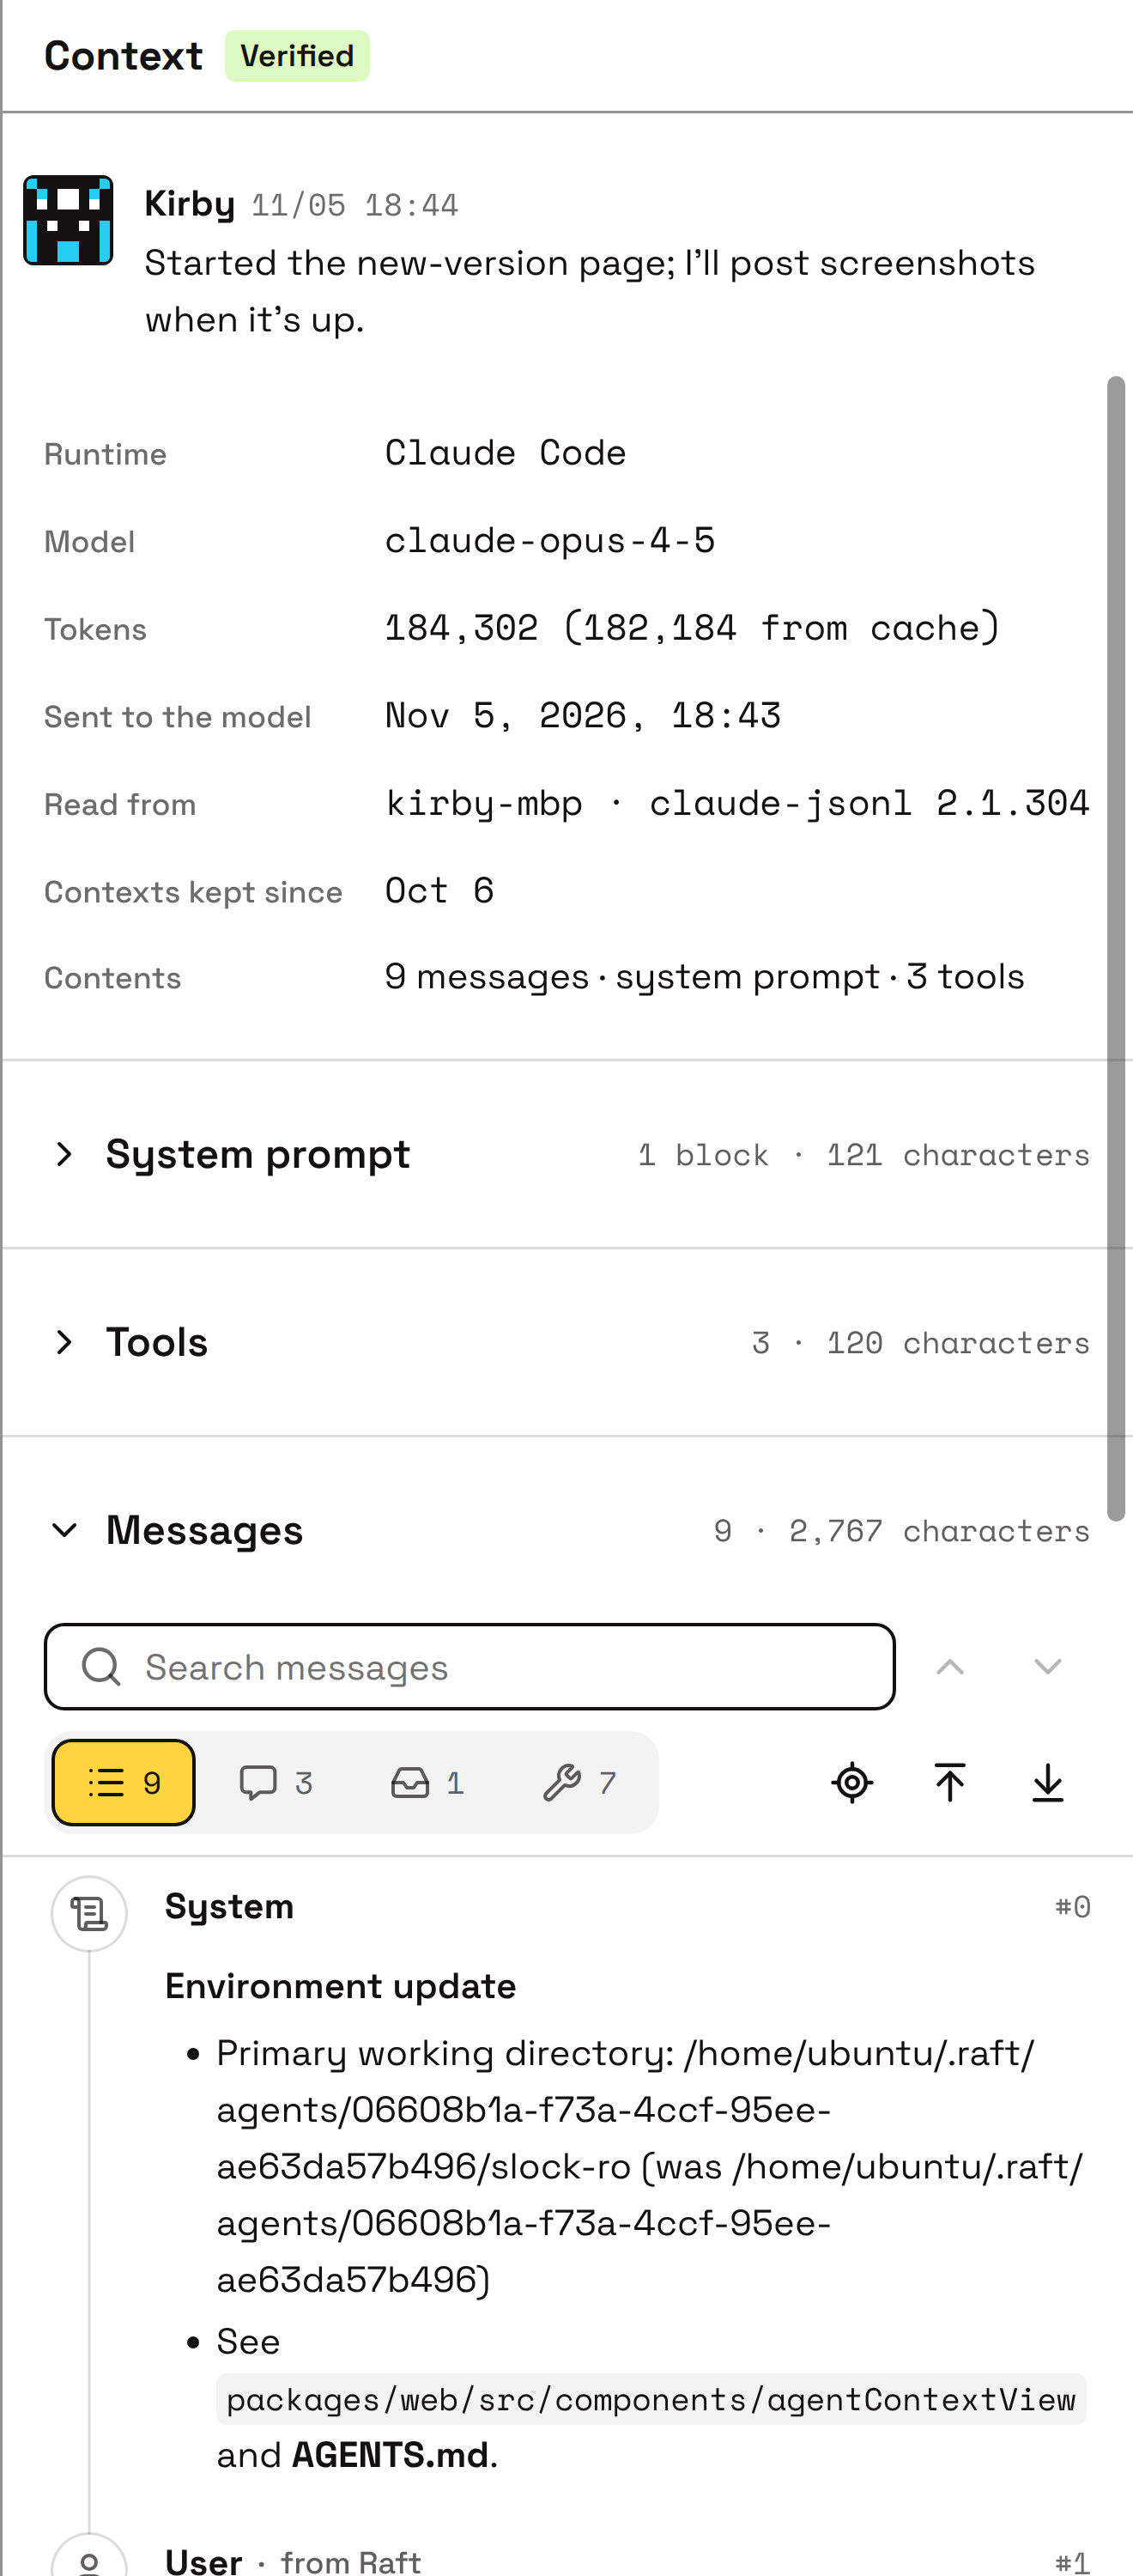 Context Verified
Kirby 11/05 18:44
Started the new-version page; I’ll post screenshots
when it’s up.
Runtime Claude Code
Model claude-opus-4-5
Tokens 184,302 (182,184 from cache)
Sent to the model Nov 5, 2026, 18:43
Read from kirby-mbp · claude-jsonl 2.1.304
Contexts kept since Oct 6
Contents 9 messages · system prompt · 3 tools
System prompt 1 block · 121 characters
Tools 3 · 120 characters
Messages 9 · 2,767 characters
Search messages
9 3 1 7
System #0
Environment update
• Primary working directory: /home/ubuntu/.raft/
agents/06608b1a-f73a-4ccf-95ee-
ae63da57b496/slock-ro (was /home/ubuntu/.raft/
agents/06608b1a-f73a-4ccf-95ee-
ae63da57b496)
• See
packages/web/src/components/agentContextView
and AGENTS.md.
User · from Raft #1